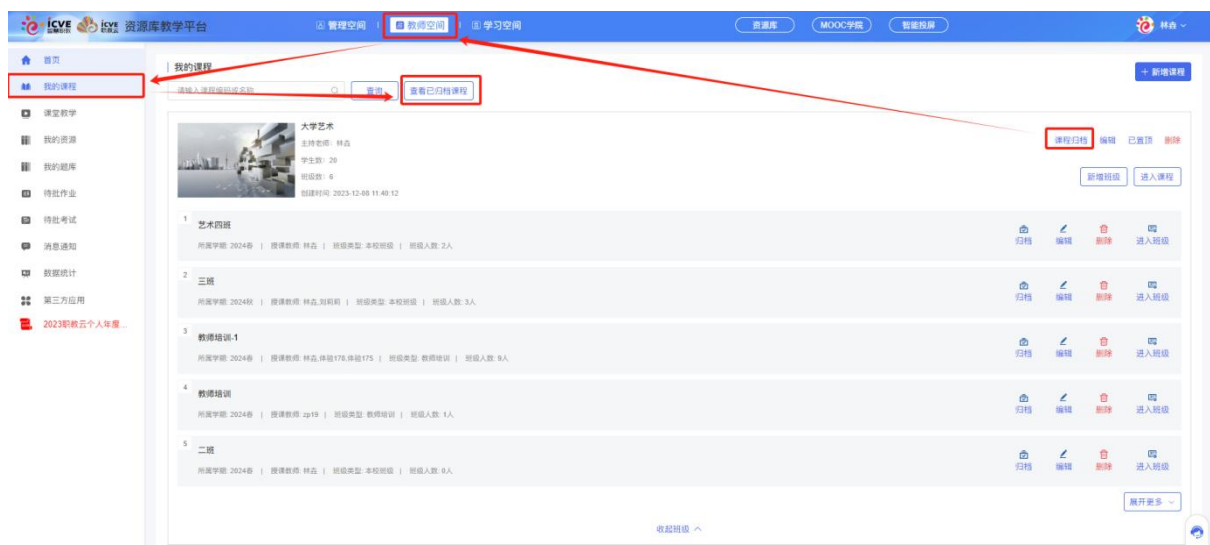 icve 智慧职教 icve 职教云 资源库教学平台 管理空间 教师空间 学习空间 资源库 MOOC学院 智能投屏 林垚
首页
我的课程
课堂教学
我的资源
我的题库
待批作业
待批考试
消息通知
数据统计
第三方应用
2023职教云个人年度...
我的课程
+ 新增课程
请输入课程编码或名称 查询 查看已归档课程
大学艺术
主持老师: 林垚
学生数: 20
班级数: 6
创建时间: 2023-12-08 11:40:12
课程归档 编辑 已置顶 删除
新增班级 进入课程
1 艺术四班
所属学期: 2024春 | 授课教师: 林垚 | 班级类型: 本校班级 | 班级人数: 2人
归档 编辑 删除 进入班级
2 三班
所属学期: 2024秋 | 授课教师: 林垚,刘莉莉 | 班级类型: 本校班级 | 班级人数: 3人
归档 编辑 删除 进入班级
3 教师培训-1
所属学期: 2024春 | 授课教师: 林垚,体验178,体验175 | 班级类型: 教师培训 | 班级人数: 9人
归档 编辑 删除 进入班级
4 教师培训
所属学期: 2024春 | 授课教师: zp19 | 班级类型: 教师培训 | 班级人数: 1人
归档 编辑 删除 进入班级
5 二班
所属学期: 2024春 | 授课教师: 林垚 | 班级类型: 本校班级 | 班级人数: 8人
归档 编辑 删除 进入班级
展开更多
收起班级